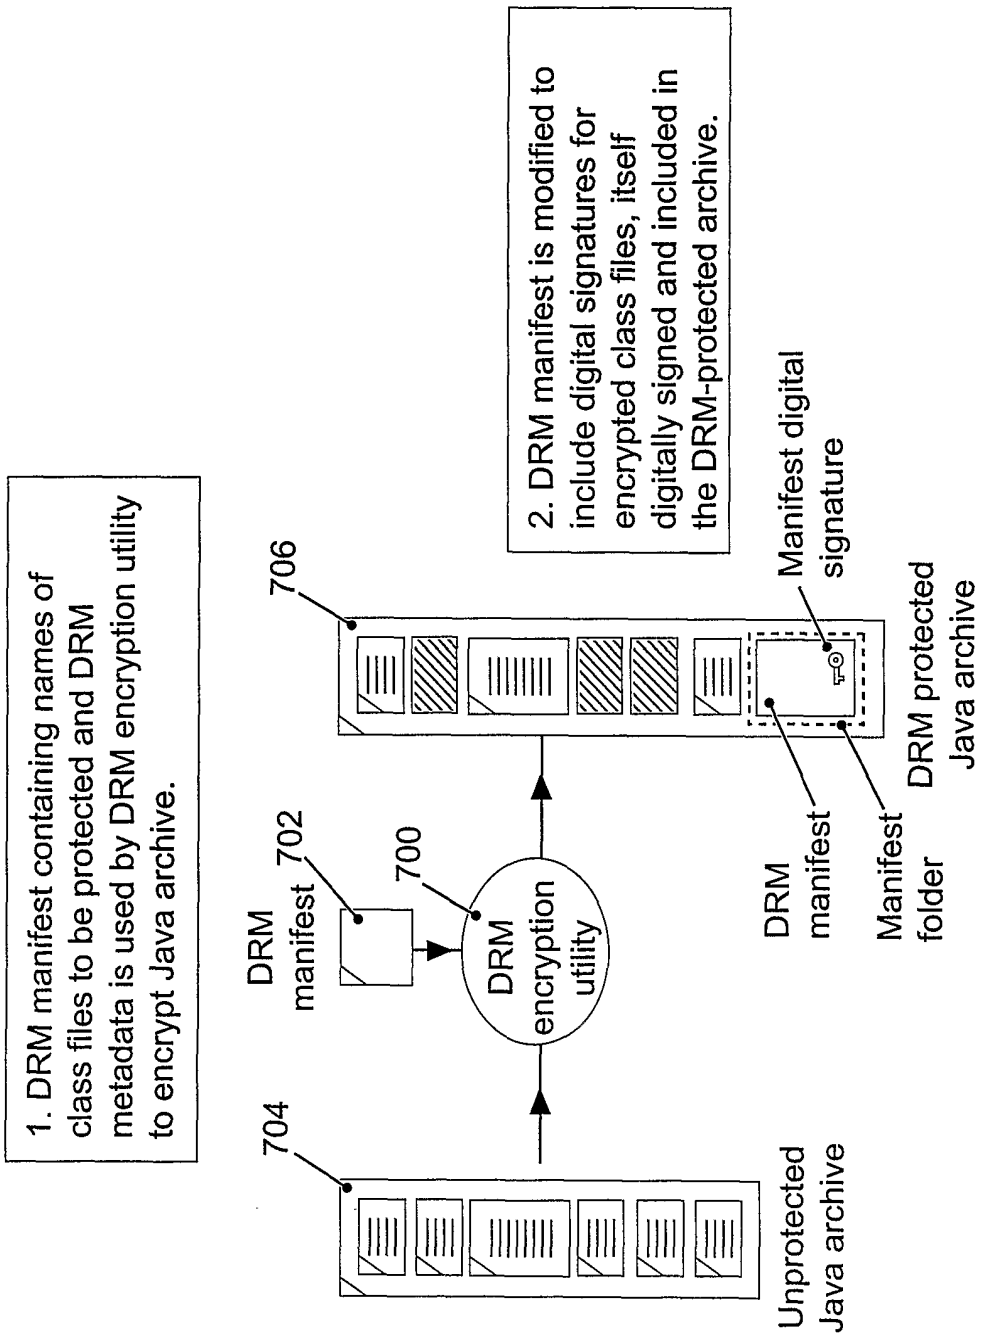 1. DRM manifest containing names of
class files to be protected and DRM
metadata is used by DRM encryption utility
to encrypt Java archive.
2. DRM manifest is modified to
include digital signatures for
encrypted class files, itself
digitally signed and included in
the DRM-protected archive.
704
Unprotected
Java archive
DRM
manifest
702
700
DRM
encryption
utility
706
DRM
manifest
Manifest
folder
Manifest digital
signature
DRM protected
Java archive